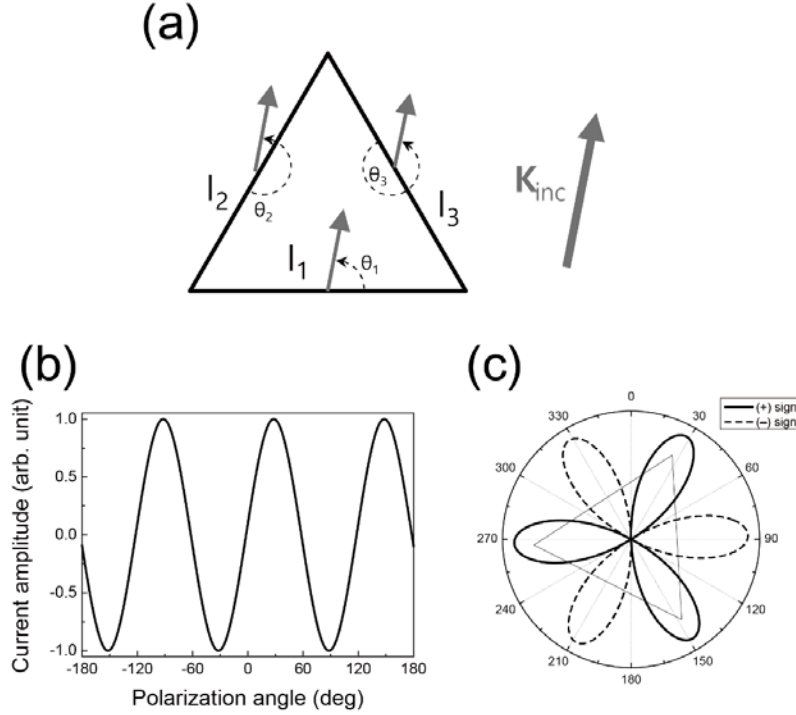 (a)
l₂
θ₂
θ₃
l₃
l₁
θ₁
Kinc
(b)
Current amplitude (arb. unit)
1.0
0.5
0.0
-0.5
-1.0
-180 -120 -60 0 60 120 180
Polarization angle (deg)
(c)
(+) sign
(−) sign
0
30
60
90
120
150
180
210
240
270
300
330